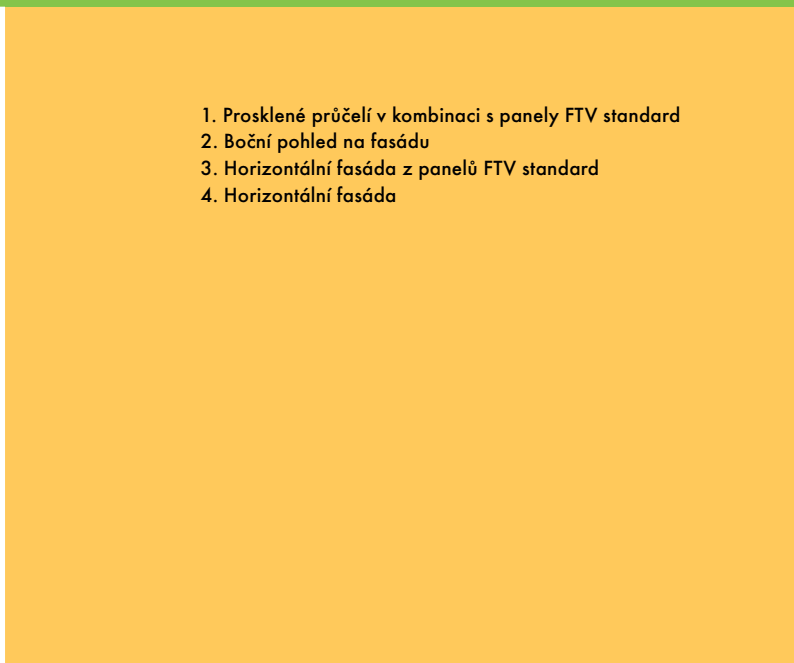 1. Prosklené průčelí v kombinaci s panely FTV standard
2. Boční pohled na fasádu
3. Horizontální fasáda z panelů FTV standard
4. Horizontální fasáda